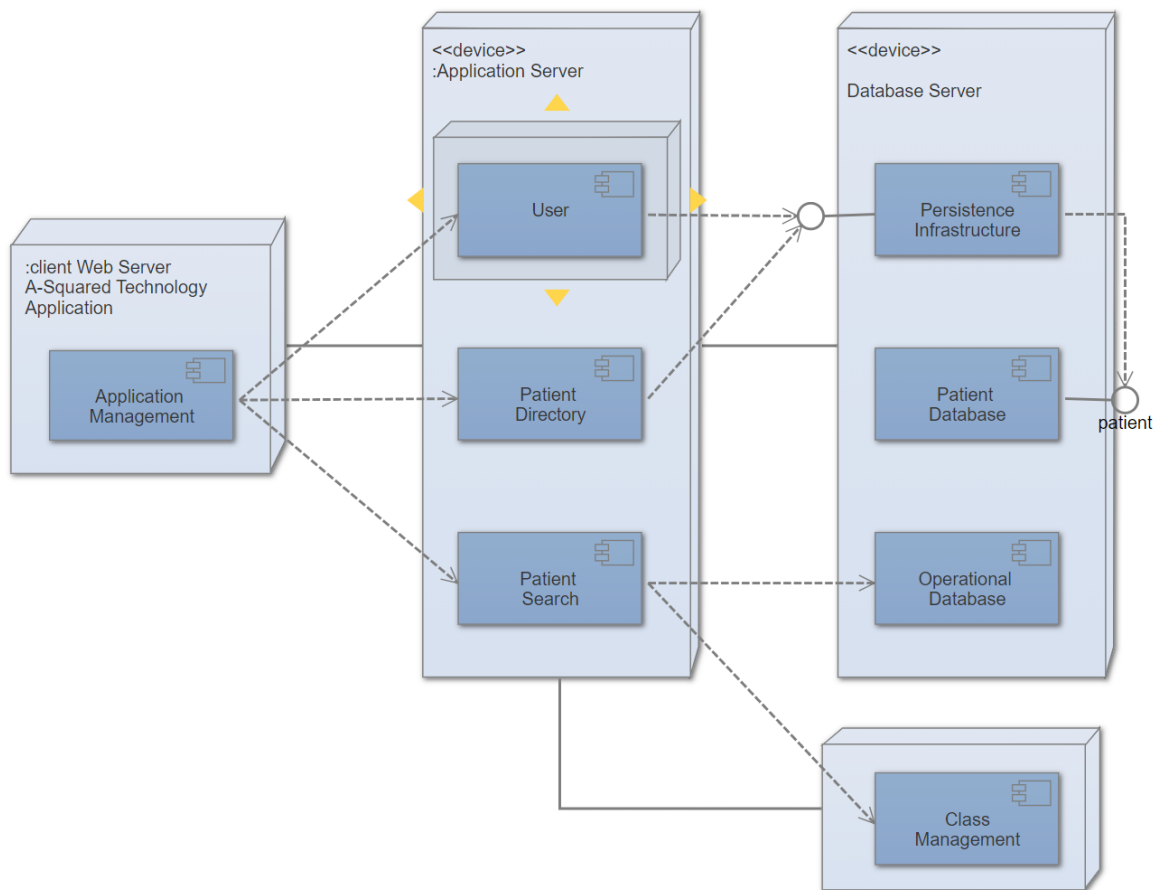 <<device>>
:Application Server
User
Patient
Directory
Patient
Search
<<device>>
Database Server
Persistence
Infrastructure
Patient
Database
patient
Operational
Database
:client Web Server
A-Squared Technology
Application
Application
Management
Class
Management